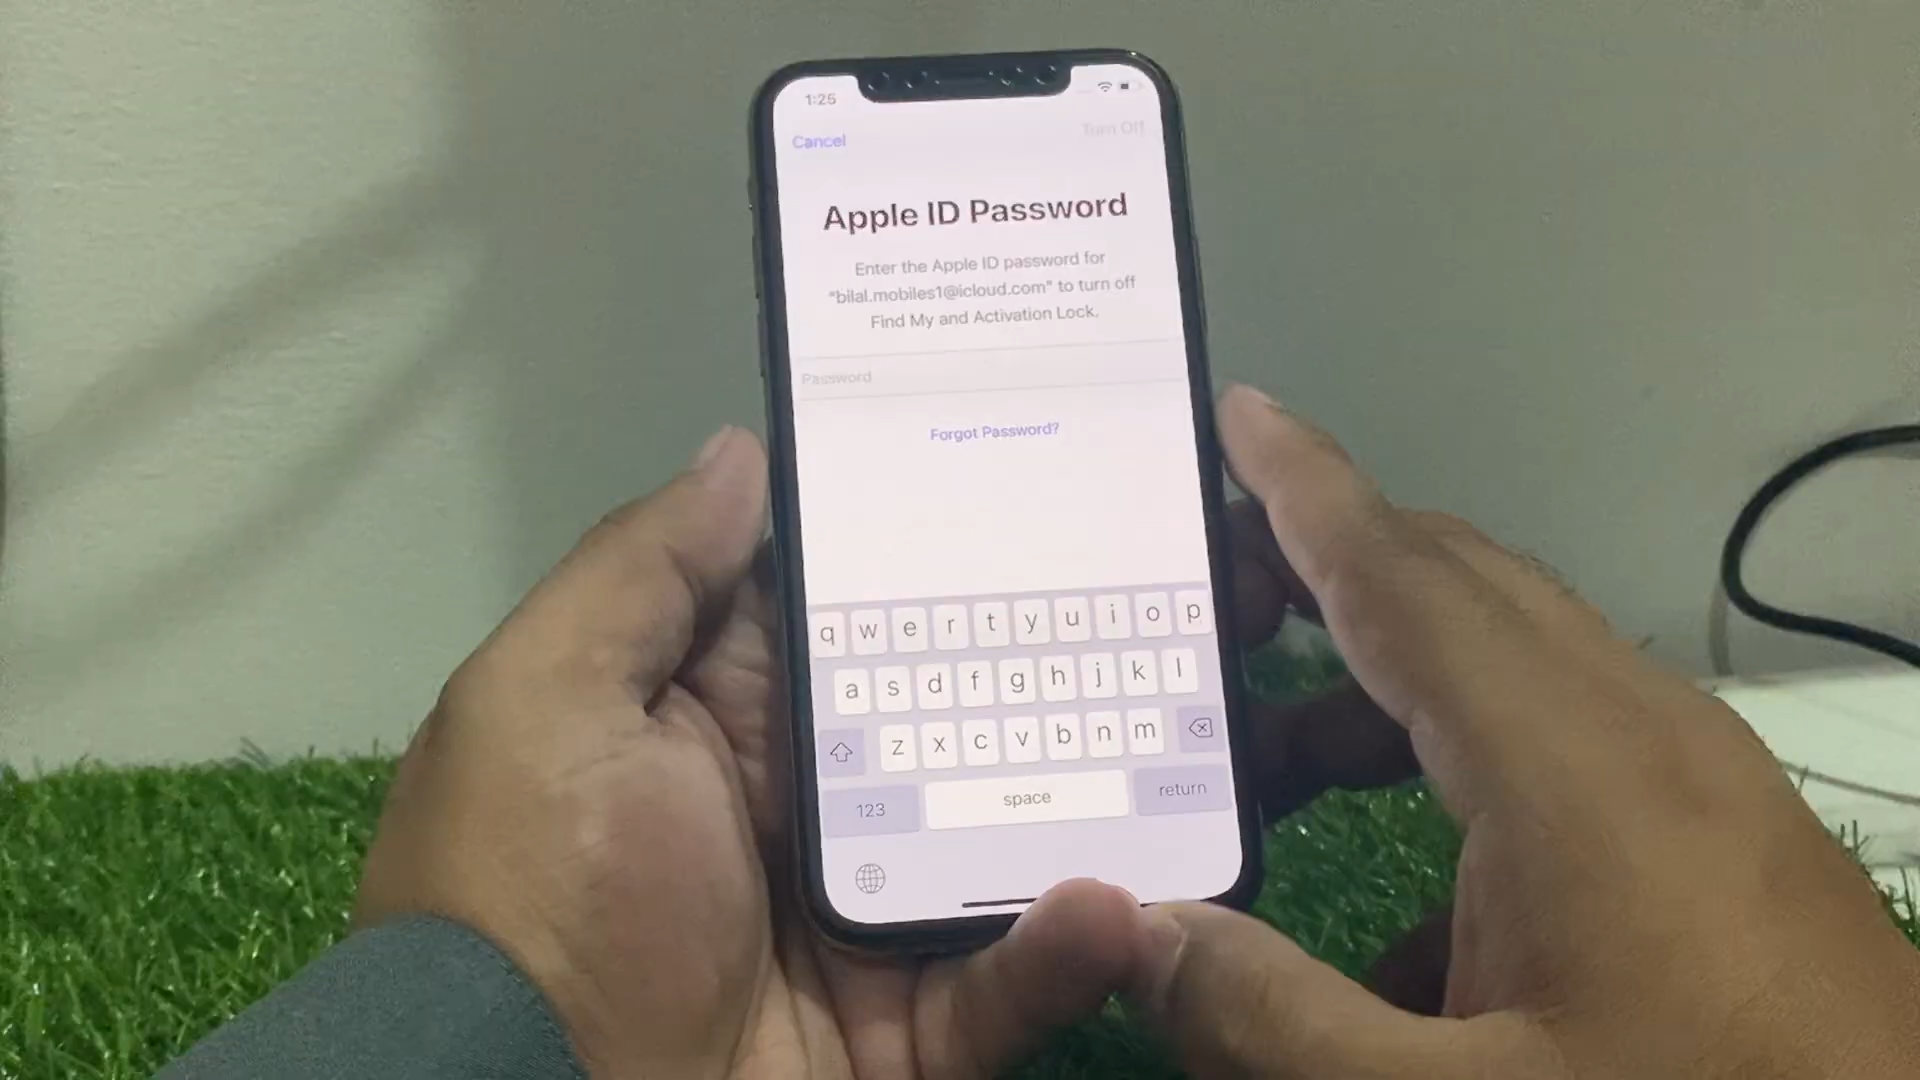 1:25
Cancel
Turn Off
Apple ID Password
Enter the Apple ID password for
"bilal.mobiles1@icloud.com" to turn off
Find My and Activation Lock.
Password
Forgot Password?
q w e r t y u i o p
a s d f g h j k l
z x c v b n m
123 space return